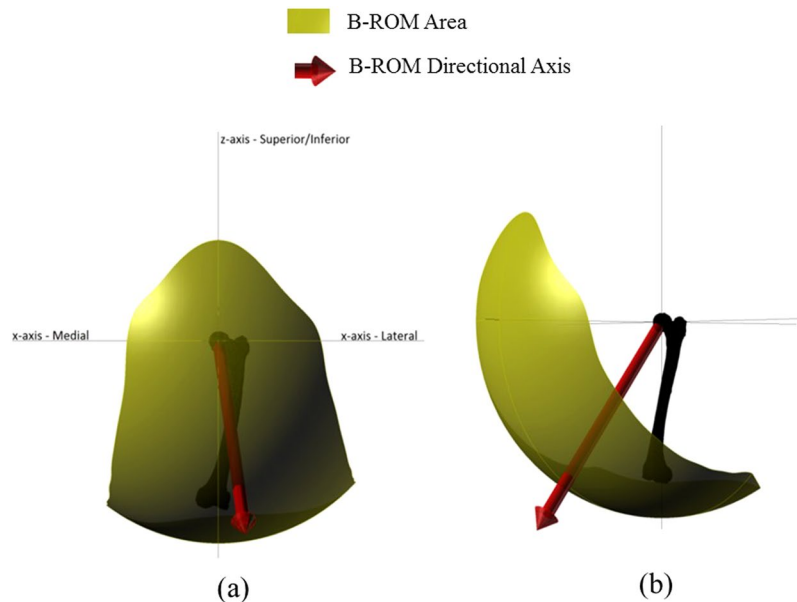 B-ROM Area
B-ROM Directional Axis
z-axis - Superior/Inferior
x-axis - Medial
x-axis - Lateral
(a)
(b)